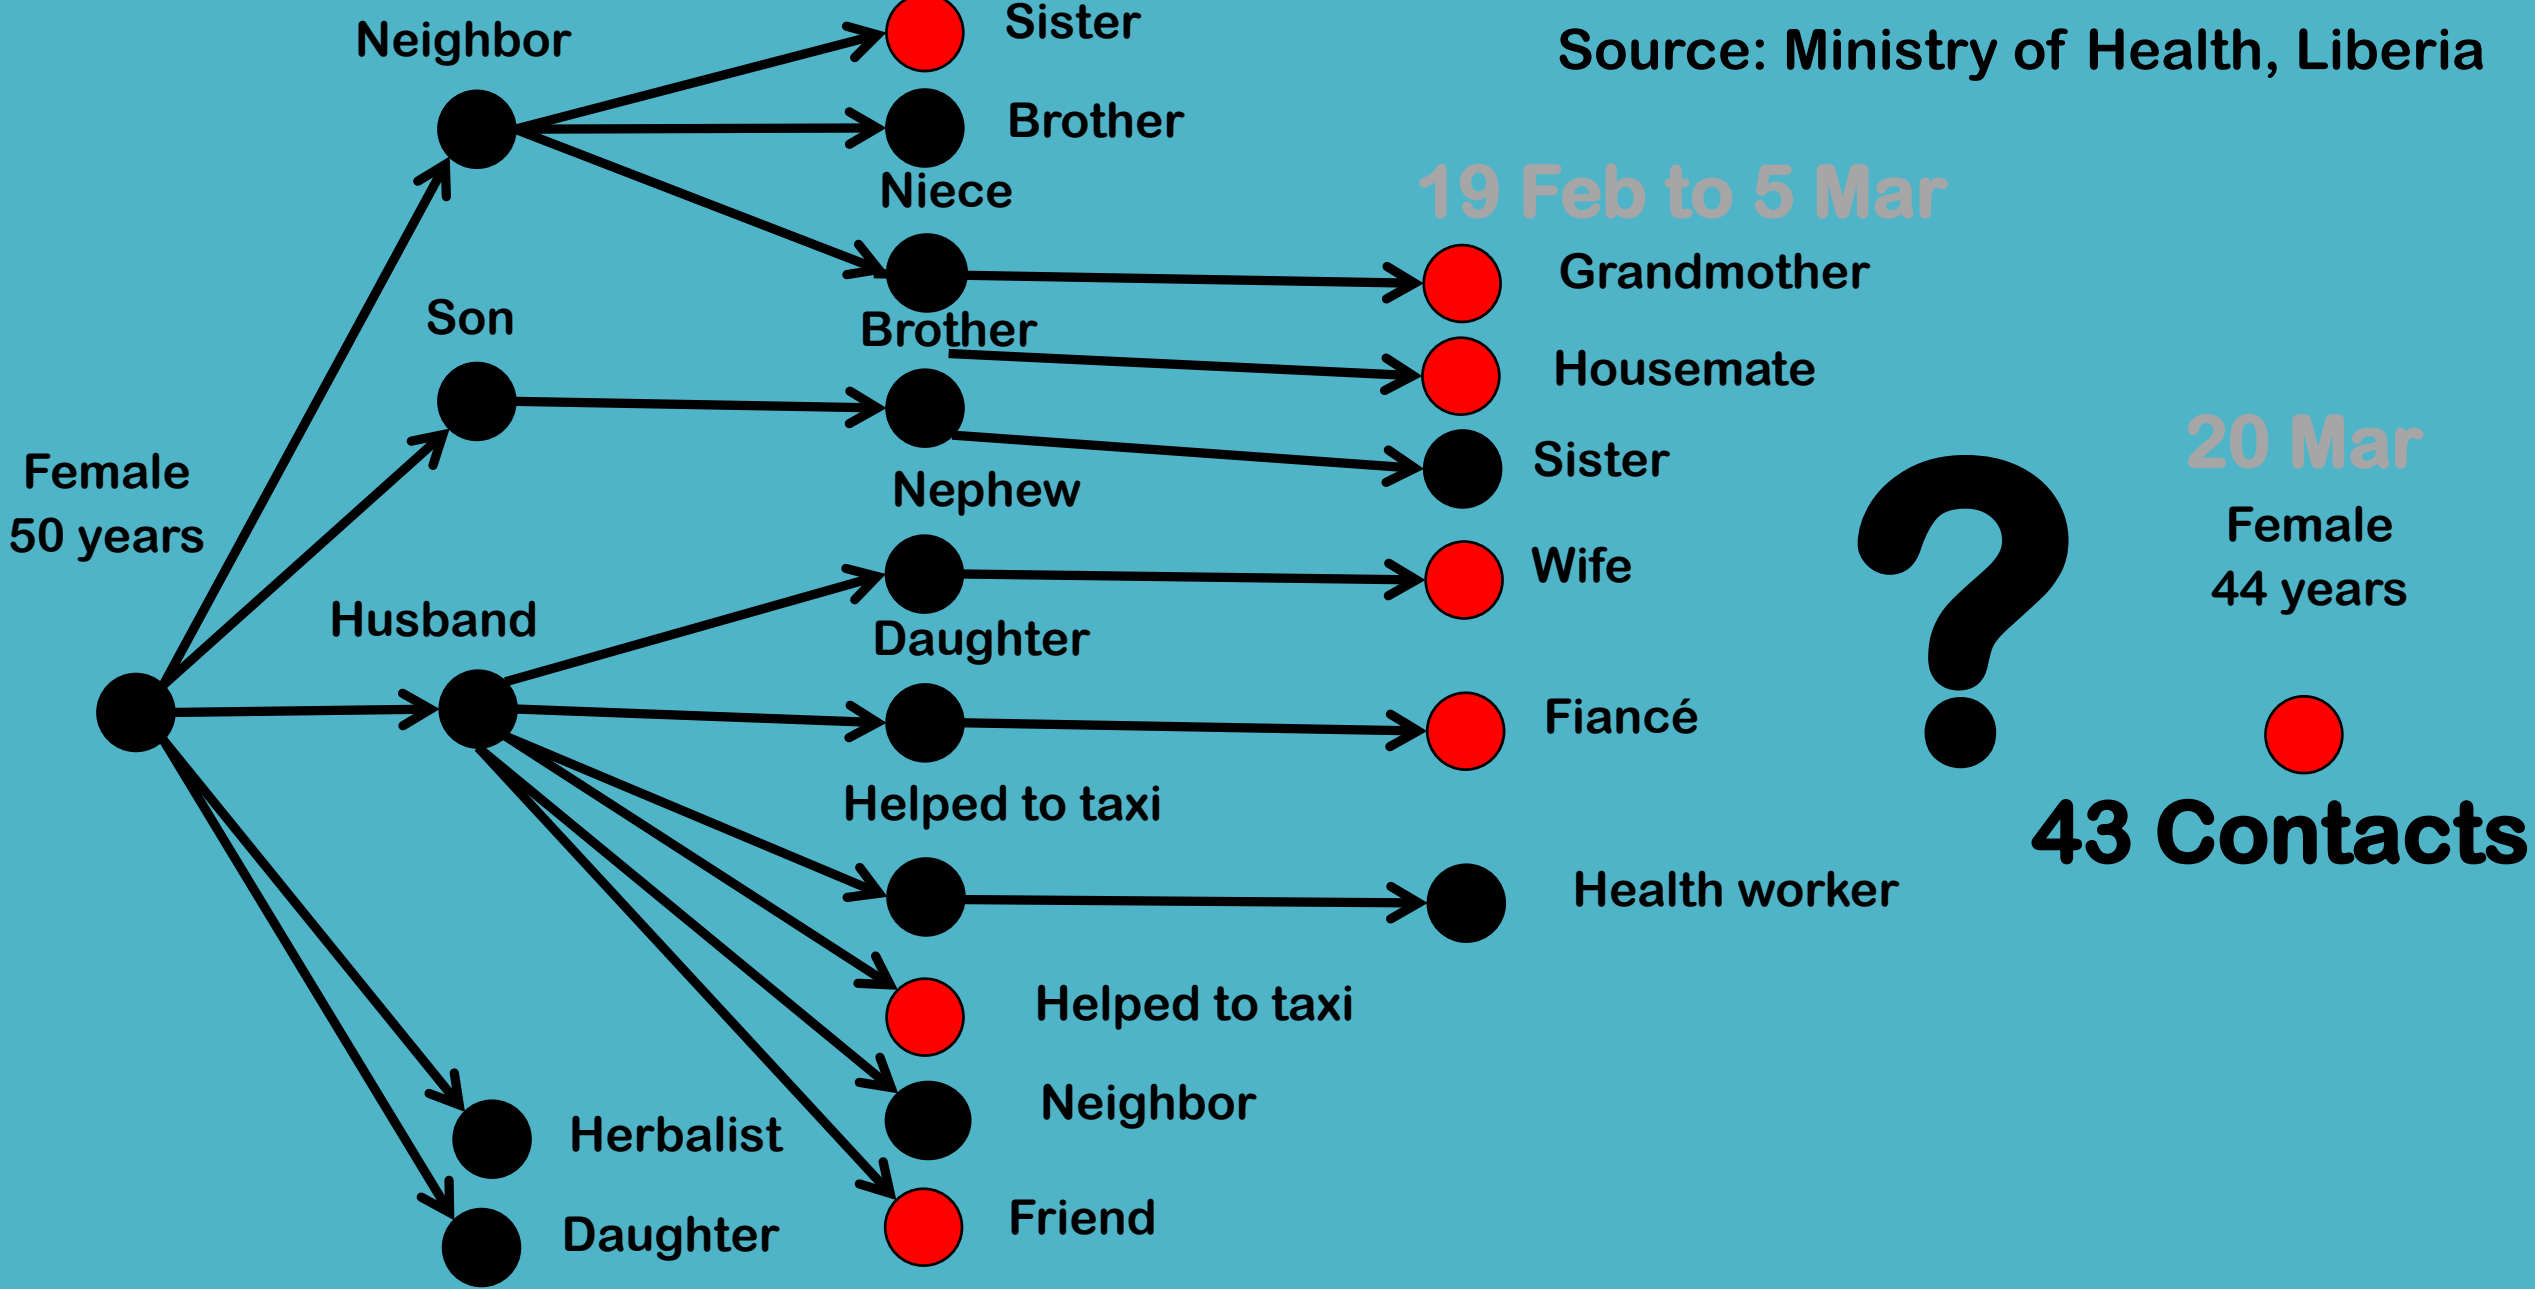 Neighbor
Sister
Source: Ministry of Health, Liberia
Brother
Niece
19 Feb to 5 Mar
Grandmother
Son
Brother
Housemate
20 Mar
Female
50 years
Sister
Nephew
Female
44 years
Wife
Husband
Daughter
Fiancé
?
Helped to taxi
43 Contacts
Health worker
Helped to taxi
Neighbor
Herbalist
Friend
Daughter